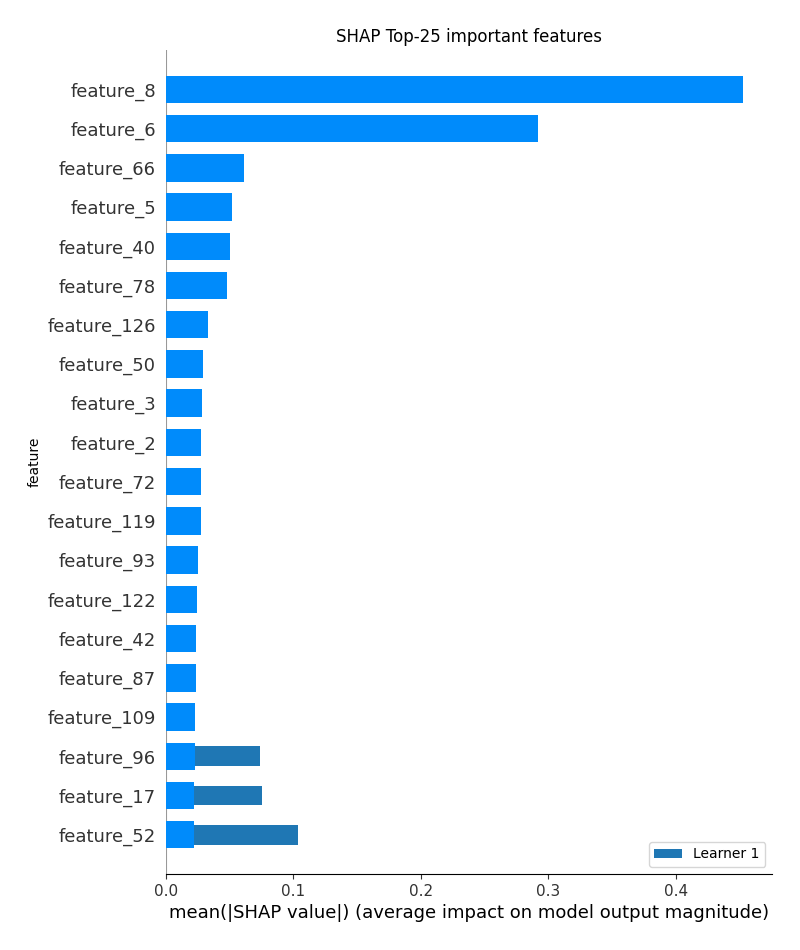 SHAP Top-25 important features
feature_8
feature_6
feature_66
feature_5
feature_40
feature_78
feature_126
feature_50
feature_3
feature_2
feature_72
feature_119
feature_93
feature_122
feature_42
feature_87
feature_109
feature_96
feature_17
feature_52
feature
Learner 1
0.0 0.1 0.2 0.3 0.4
mean(|SHAP value|) (average impact on model output magnitude)